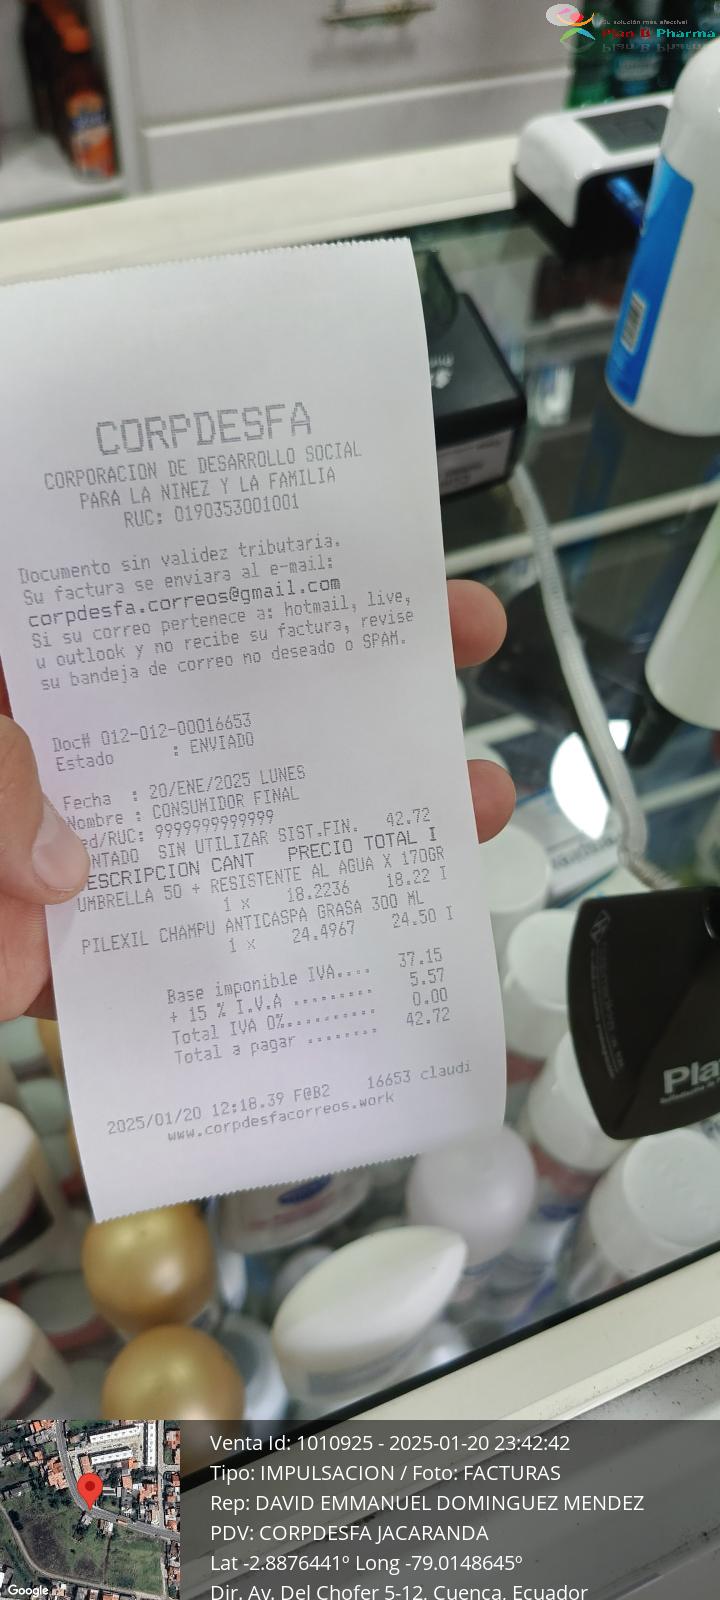 Su solución más efectiva!
Plan B Pharma
CORPDESFA
CORPORACION DE DESARROLLO SOCIAL
PARA LA NINEZ Y LA FAMILIA
RUC: 0190353001001
Documento sin validez tributaria.
Su factura se enviara al e-mail:
corpdesfa.correos@gmail.com
Si su correo pertenece a: hotmail, live,
u outlook y no recibe su factura, revise
su bandeja de correo no deseado o SPAM.
Doc# 012-012-00016653
Estado : ENVIADO
Fecha : 20/ENE/2025 LUNES
Nombre : CONSUMIDOR FINAL
ed/RUC: 9999999999999
NTADO SIN UTILIZAR SIST.FIN. 42.72
ESCRIPCION CANT PRECIO TOTAL I
UMBRELLA 50 + RESISTENTE AL AGUA X 170GR
1 x 18.2236 18.22 I
PILEXIL CHAMPU ANTICASPA GRASA 300 ML
1 x 24.4967 24.50 I
Base imponible IVA.... 37.15
+ 15 % I.V.A ......... 5.57
Total IVA 0%.......... 0.00
Total a pagar ........ 42.72
2025/01/20 12:18.39 F@B2 16653 claudi
www.corpdesfacorreos.work
Pla
Google
Venta Id: 1010925 - 2025-01-20 23:42:42
Tipo: IMPULSACION / Foto: FACTURAS
Rep: DAVID EMMANUEL DOMINGUEZ MENDEZ
PDV: CORPDESFA JACARANDA
Lat -2.8876441º Long -79.0148645º
Dir. Av. Del Chofer 5-12, Cuenca, Ecuador